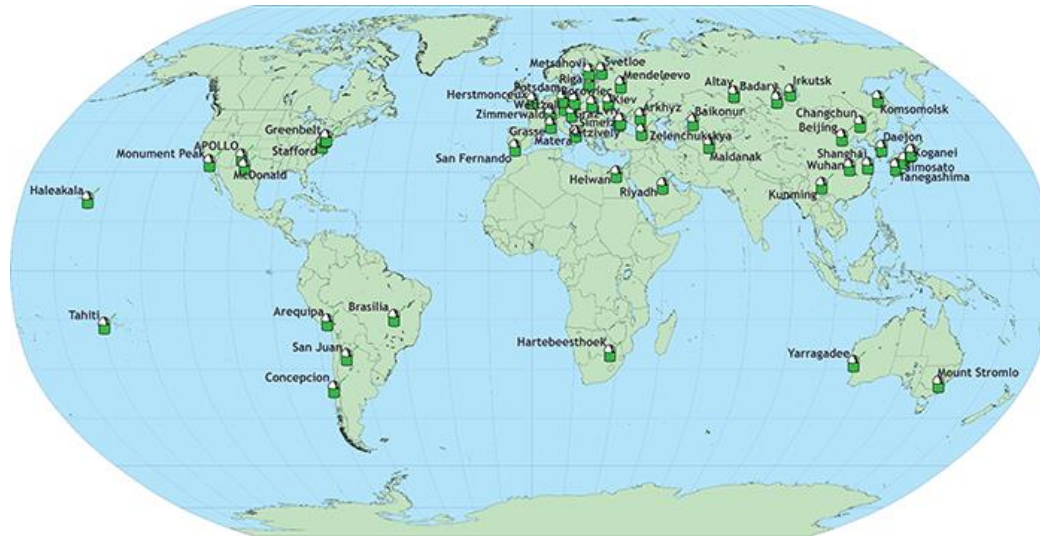 Metsahovi
Svetloe
Riga
Mendeleevo
Potsdam
Borowiec
Herstmonceux
Kiev
Wettzell
Lviv
Zimmerwald
Graz
Simeiz
Arkhyz
Grasse
Katzively
Matera
Zelenchukskya
San Fernando
Altay
Badary
Irkutsk
Baikonur
Komsomolsk
Changchun
Beijing
Daejon
Maidanak
Shanghai
Koganei
Wuhan
Simosato
Tanegashima
Kunming
Helwan
Riyadh
Greenbelt
APOLLO
Stafford
Monument Peak
McDonald
Haleakala
Tahiti
Arequipa
Brasilia
San Juan
Concepcion
Hartebeesthoek
Yarragadee
Mount Stromlo